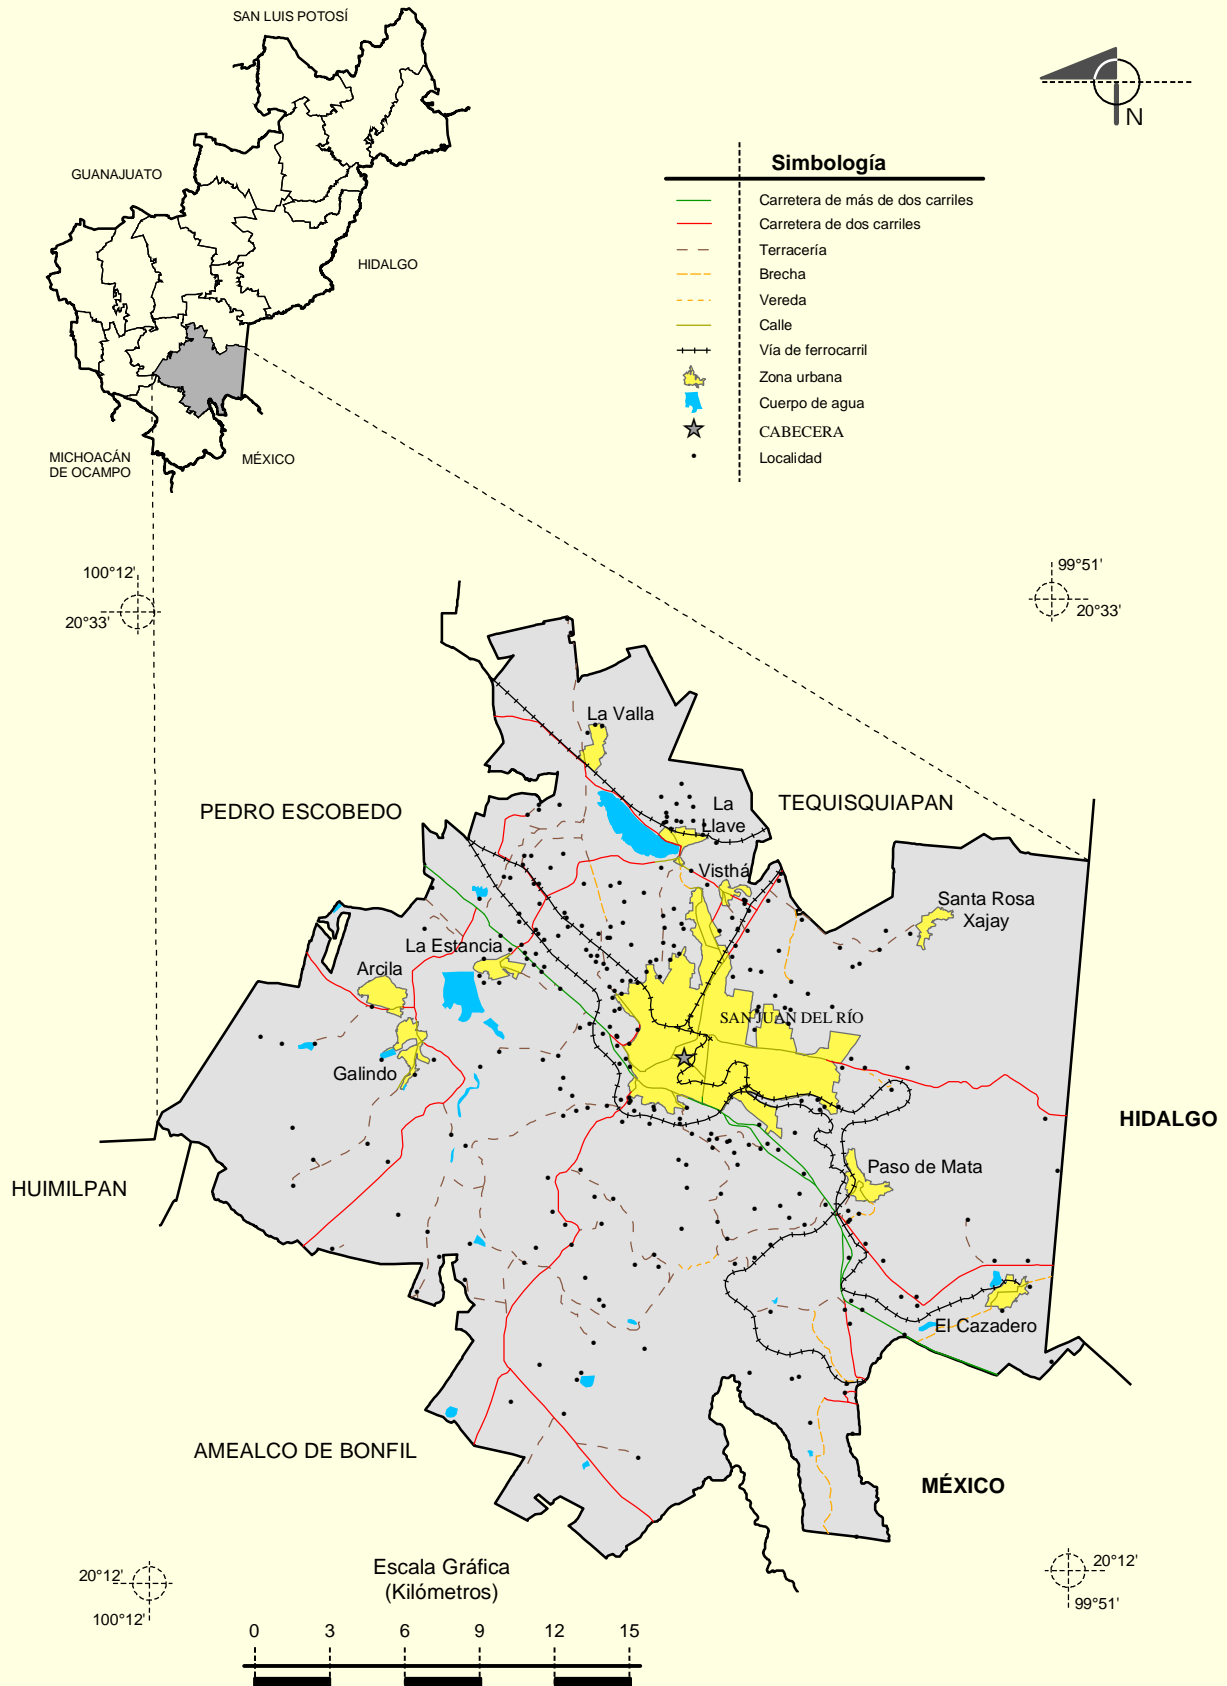 SAN LUIS POTOSÍ
GUANAJUATO
HIDALGO
MICHOACÁN
DE OCAMPO
MÉXICO
N
Simbología
Carretera de más de dos carriles
Carretera de dos carriles
Terracería
Brecha
Vereda
Calle
Vía de ferrocarril
Zona urbana
Cuerpo de agua
CABECERA
Localidad
100°12'
20°33'
99°51'
20°33'
La Valla
PEDRO ESCOBEDO
La
Llave
TEQUISQUIAPAN
Visthá
Santa Rosa
Xajay
La Estancia
Arcila
SAN JUAN DEL RÍO
Galindo
HIDALGO
Paso de Mata
HUIMILPAN
El Cazadero
AMEALCO DE BONFIL
MÉXICO
20°12'
100°12'
20°12'
99°51'
Escala Gráfica
(Kilómetros)
0 3 6 9 12 15